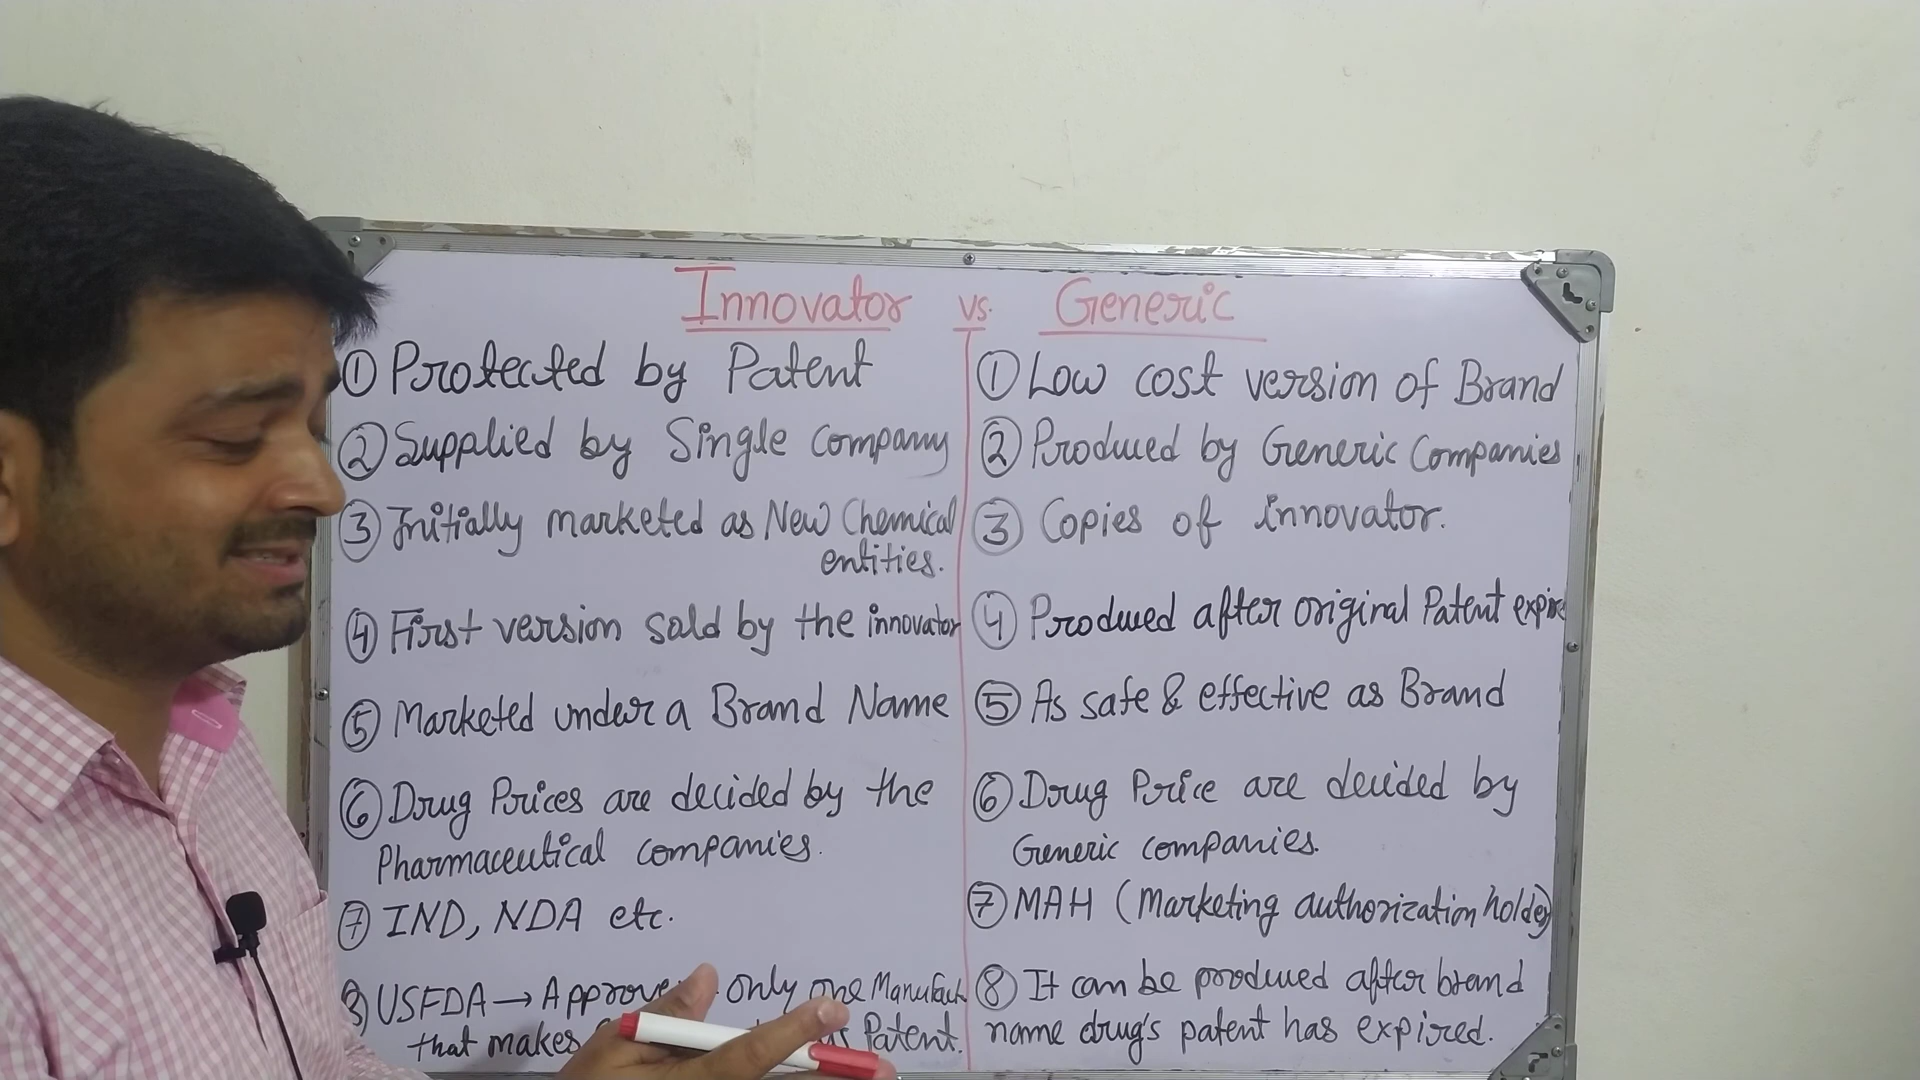 Innovator vs. Generic
① Protected by Patent
② Supplied by Single company
③ Initially marketed as New Chemical
entities.
④ First version sold by the innovator
⑤ Marketed under a Brand Name
⑥ Drug Prices are decided by the
Pharmaceutical companies.
⑦ IND, NDA etc.
USFDA → Approve only one Manufact
that makes Patent.
① Low cost version of Brand
② Produced by Generic Companies
③ Copies of innovator.
④ Produced after original Patent expire
⑤ As safe & effective as Brand
⑥ Drug Price are decided by
Generic companies.
⑦ MAH (Marketing authorization holder)
⑧ It can be produced after brand
name drug's patent has expired.